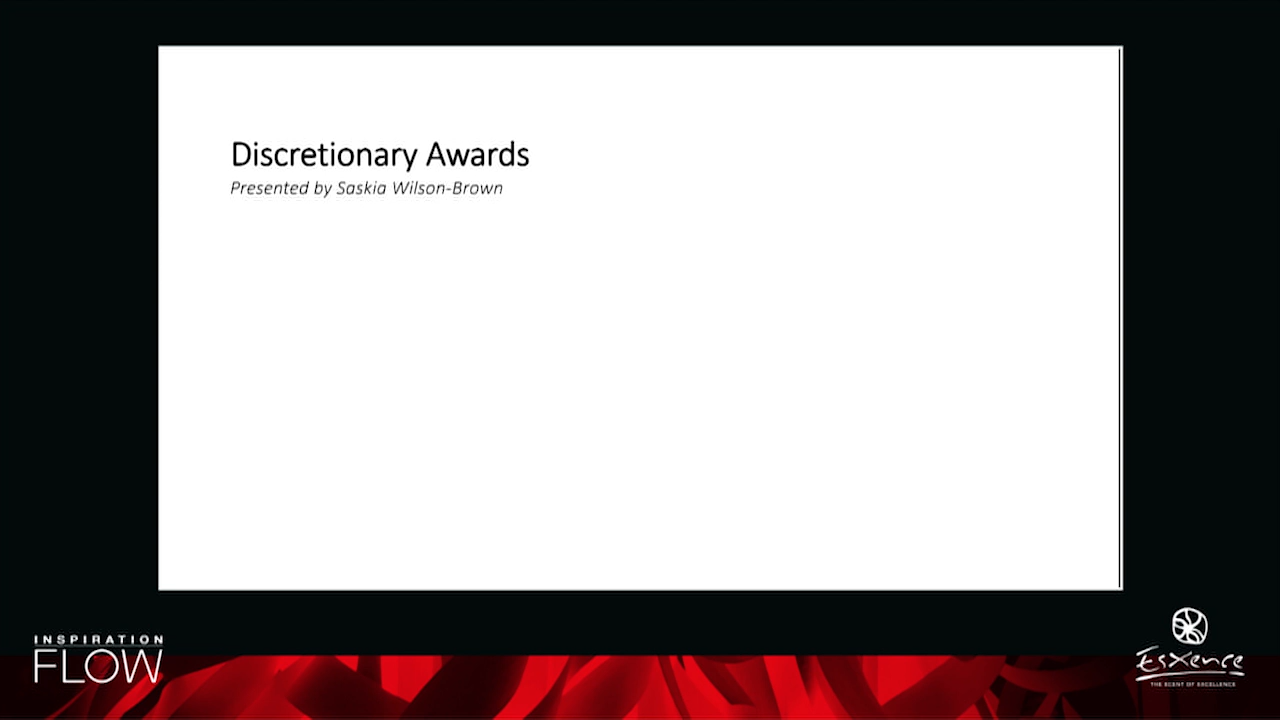 Discretionary Awards
Presented by Saskia Wilson-Brown
INSPIRATION
FLOW
Esxence
THE SCENT OF EXCELLENCE